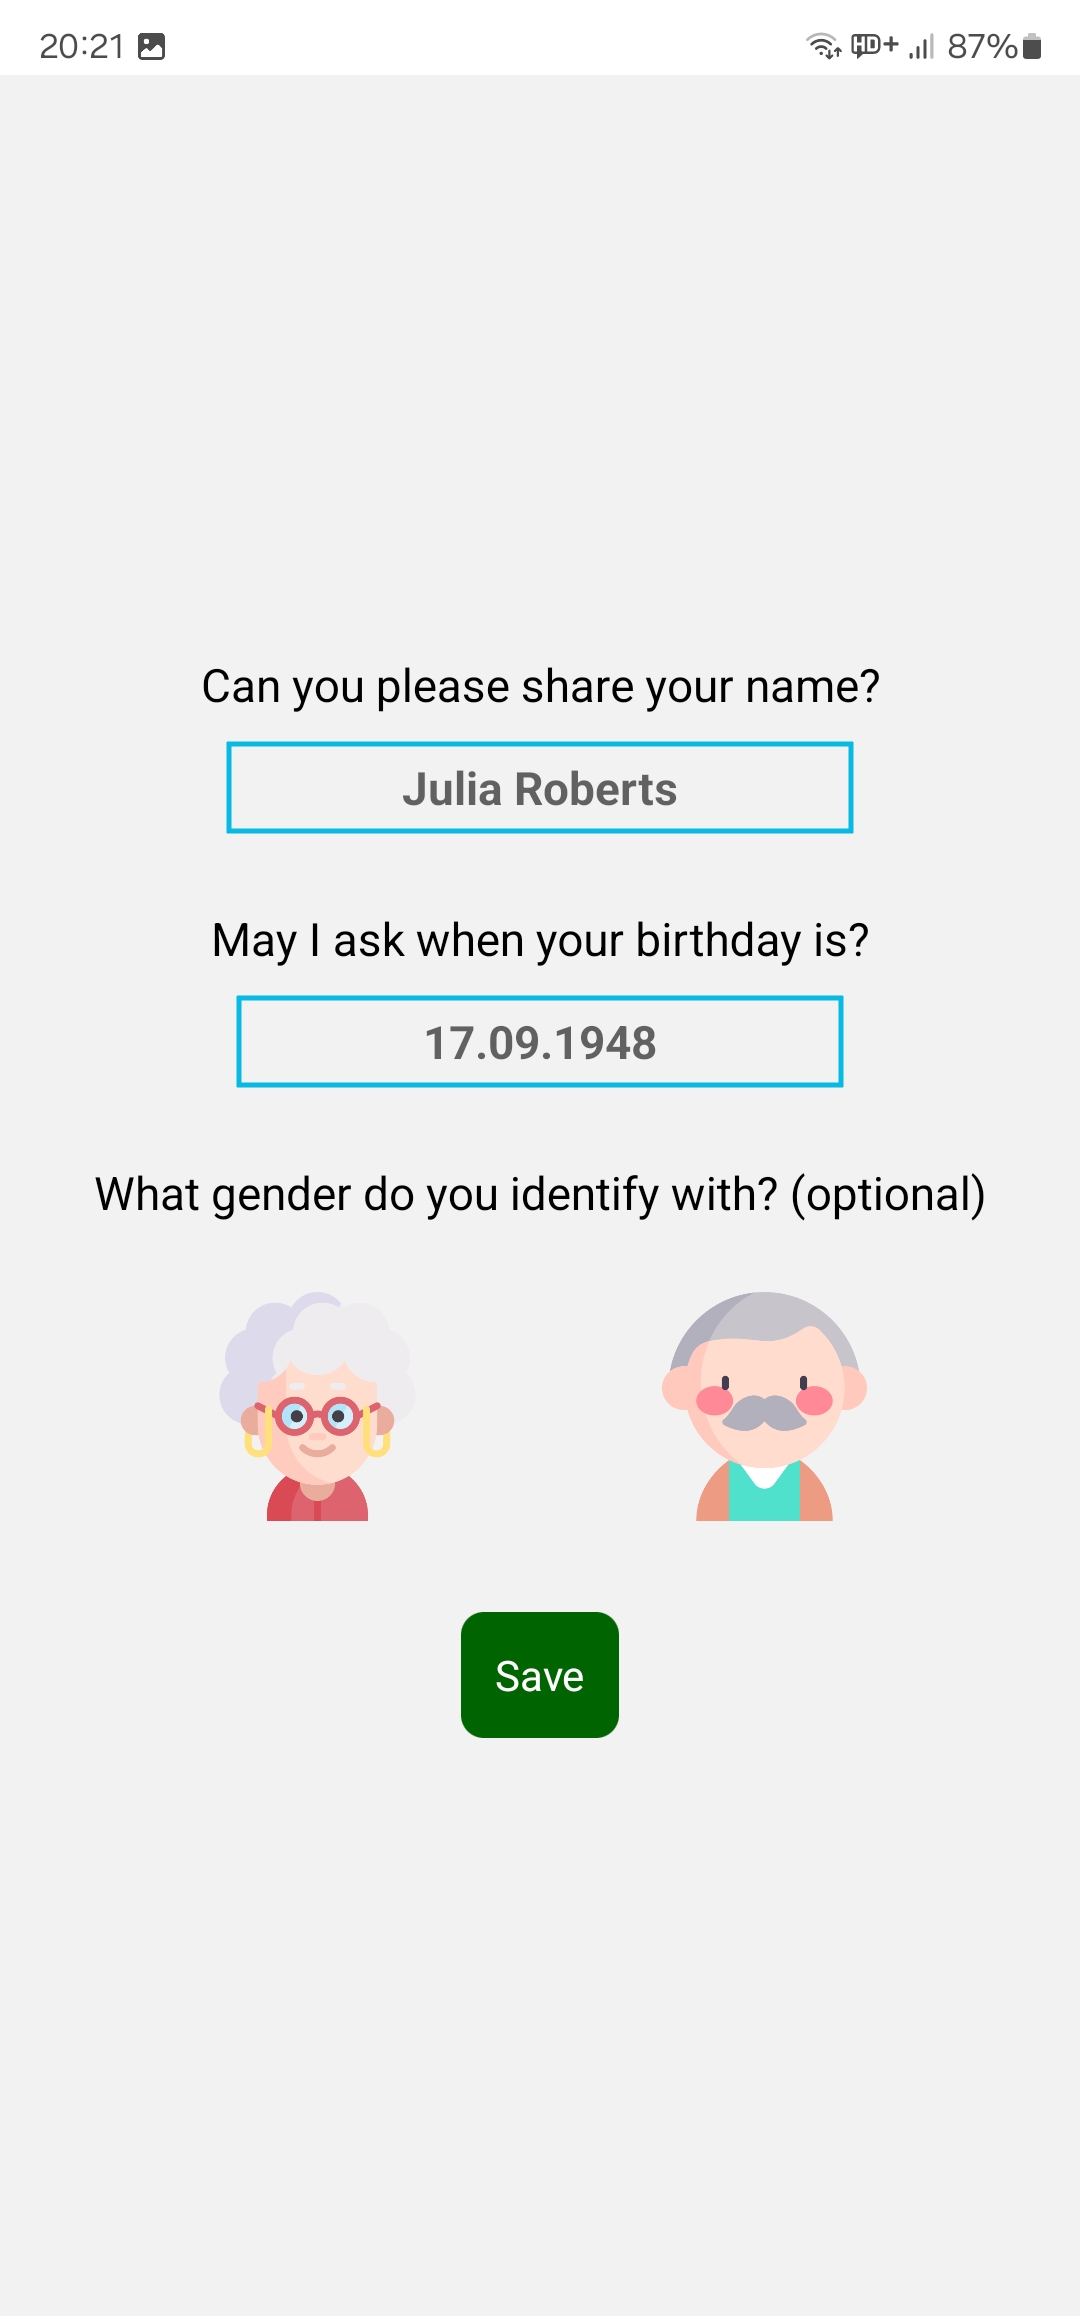 20:21 HD+ 87%
Can you please share your name?
Julia Roberts
May I ask when your birthday is?
17.09.1948
What gender do you identify with? (optional)
Save